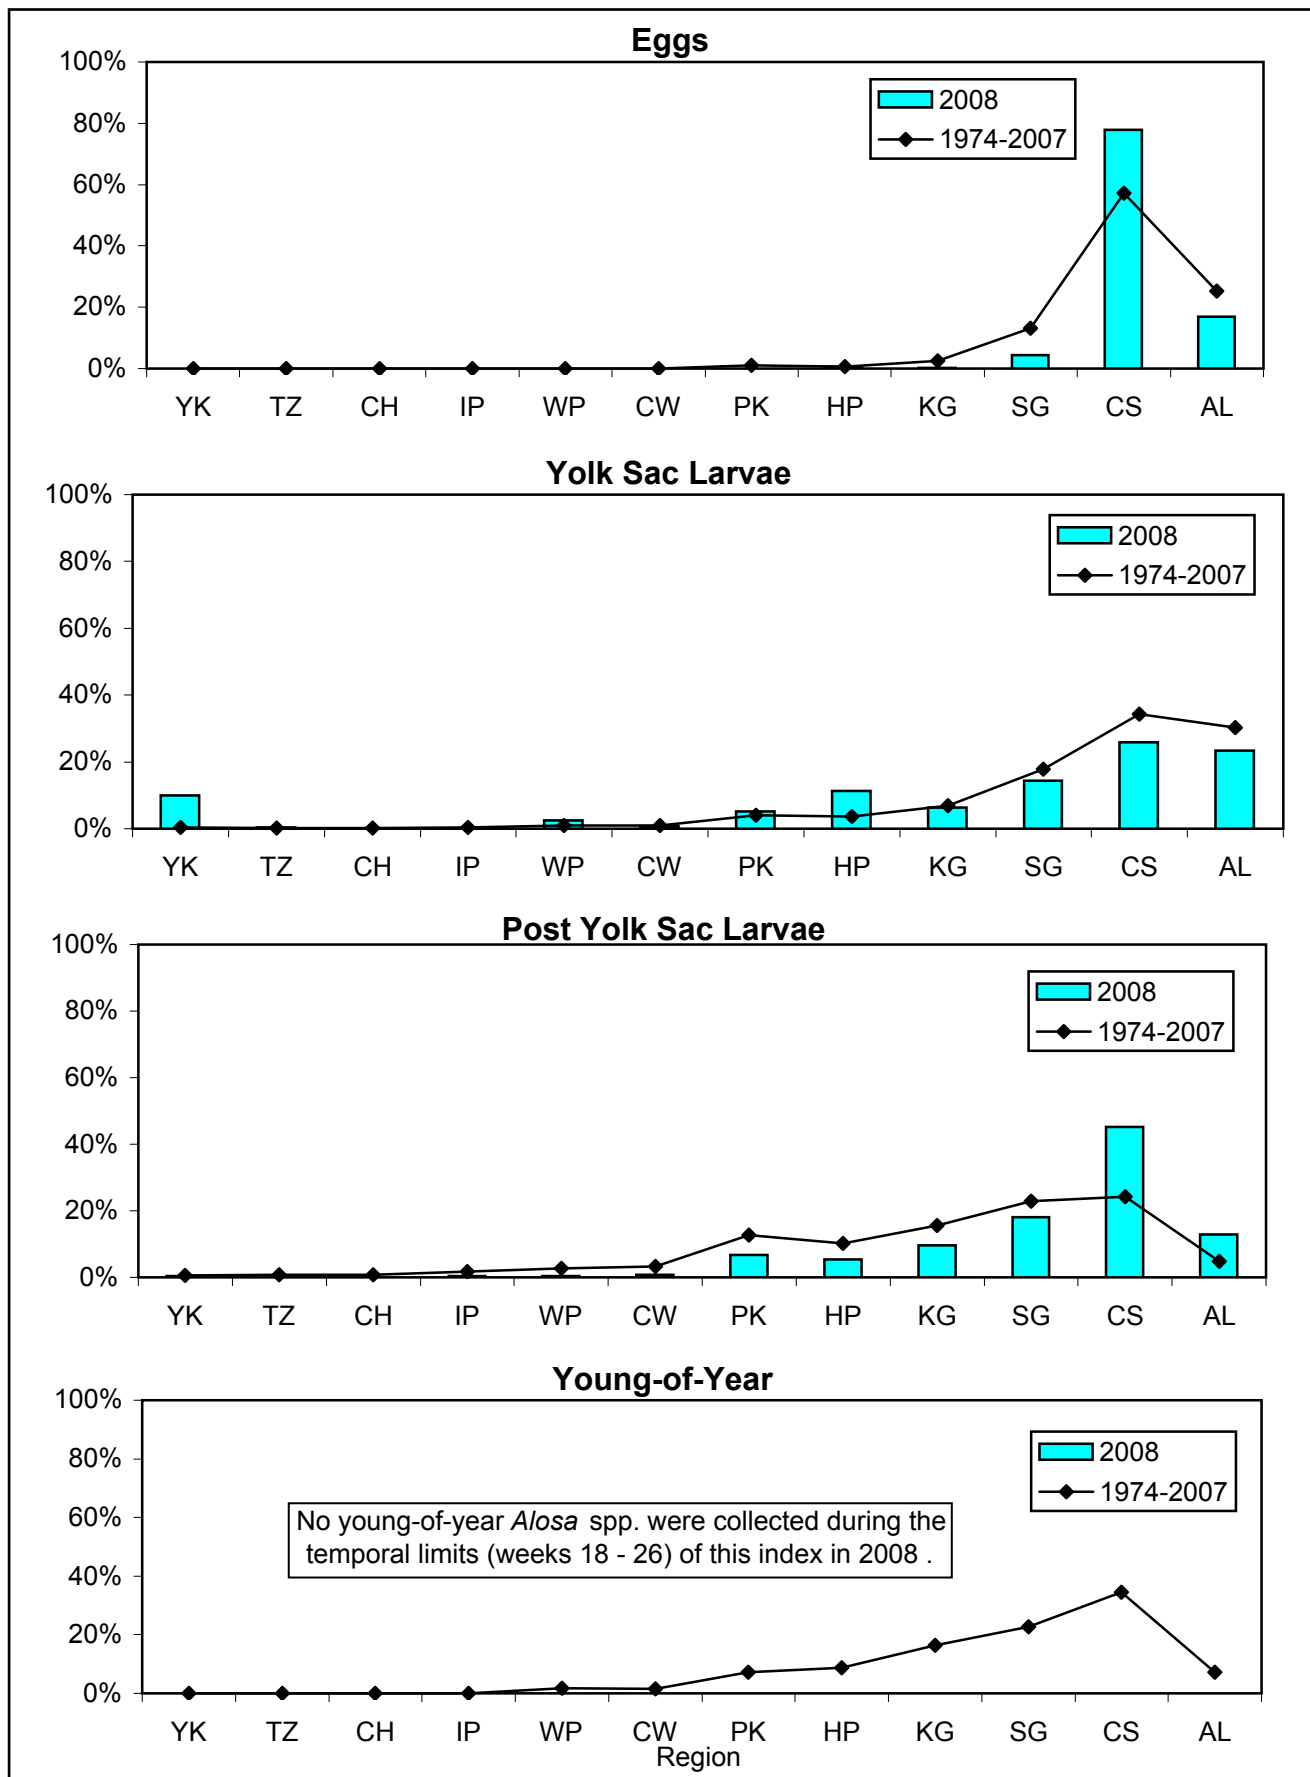 Eggs
100%
80%
60%
40%
20%
0%
2008
1974-2007
YK TZ CH IP WP CW PK HP KG SG CS AL
Yolk Sac Larvae
100%
80%
60%
40%
20%
0%
2008
1974-2007
YK TZ CH IP WP CW PK HP KG SG CS AL
Post Yolk Sac Larvae
100%
80%
60%
40%
20%
0%
2008
1974-2007
YK TZ CH IP WP CW PK HP KG SG CS AL
Young-of-Year
100%
80%
60%
40%
20%
0%
2008
1974-2007
No young-of-year Alosa spp. were collected during the
temporal limits (weeks 18 - 26) of this index in 2008 .
YK TZ CH IP WP CW PK HP KG SG CS AL
Region